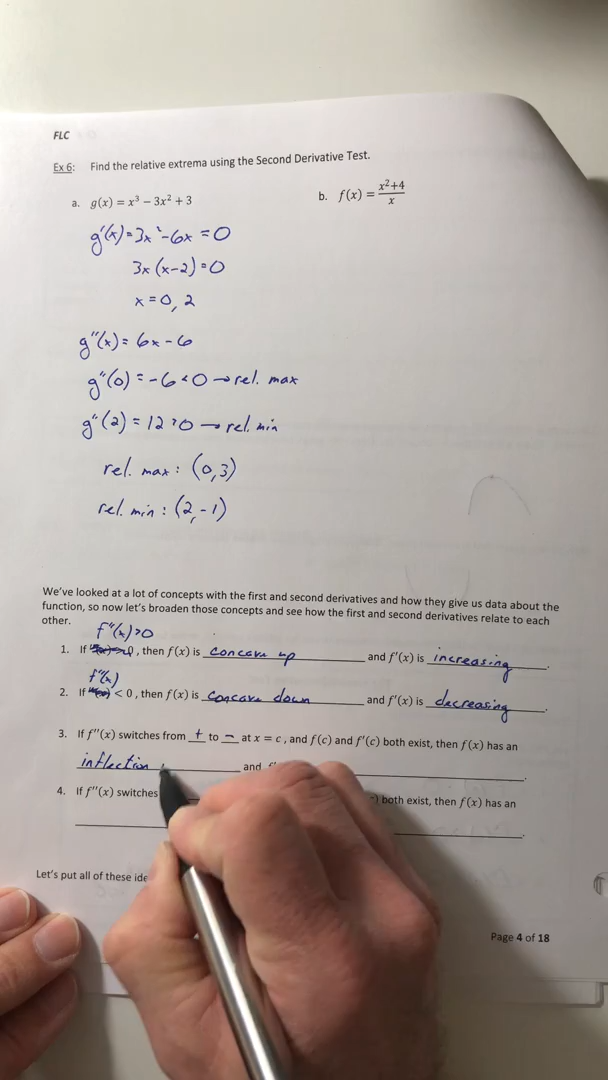 FLC
Ex 6: Find the relative extrema using the Second Derivative Test.
a. g(x) = x³ – 3x² + 3
b. f(x) = x²+4 / x
g'(x) = 3x² - 6x = 0
3x (x-2) = 0
x = 0, 2
g''(x) = 6x - 6
g''(0) = -6 < 0 → rel. max
g''(2) = 12 > 0 → rel. min
rel. max : (0,3)
rel. min : (2,-1)
We've looked at a lot of concepts with the first and second derivatives and how they give us data about the
function, so now let's broaden those concepts and see how the first and second derivatives relate to each
other.
f''(x) > 0
1. If , then f(x) is concave up and f'(x) is increasing.
f''(x)
2. If < 0, then f(x) is concave down and f'(x) is decreasing.
3. If f''(x) switches from + to – at x = c, and f(c) and f'(c) both exist, then f(x) has an
inflection and
4. If f''(x) switches both exist, then f(x) has an
Let's put all of these
Page 4 of 18